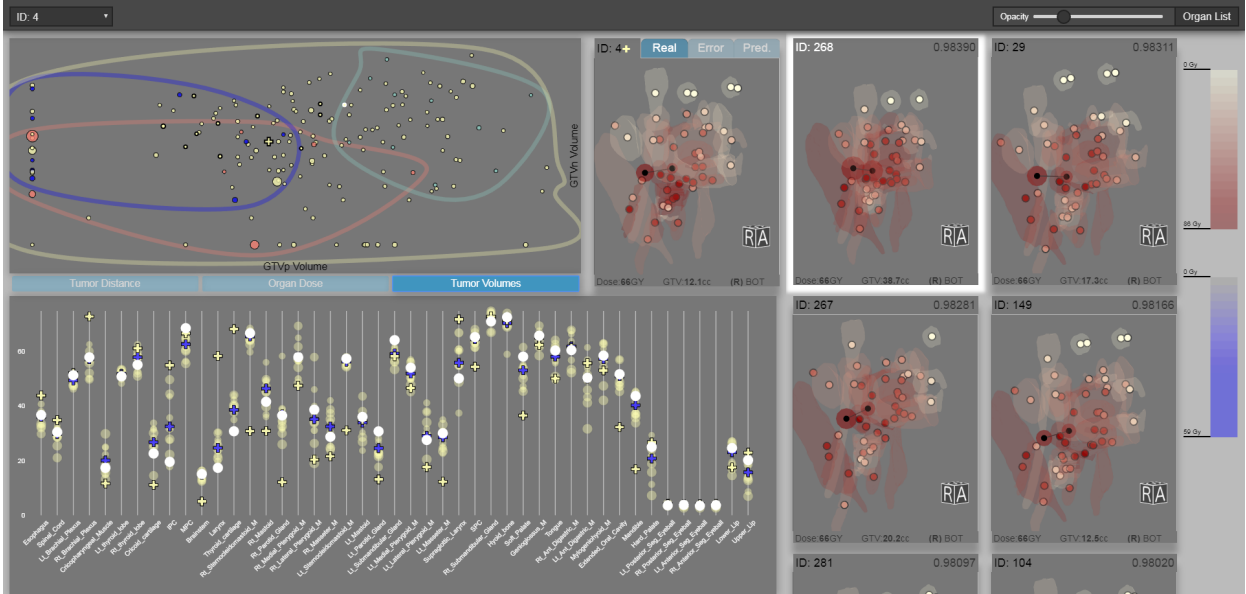 ID: 4
Opacity
Organ List
GTVn Volume
GTVp Volume
Tumor Distance
Organ Dose
Tumor Volumes
ID: 4
Real
Error
Pred.
RA
Dose:66GY GTV:12.1cc (R) BOT
ID: 268 0.98390
RA
Dose:66GY GTV:38.7cc (R) BOT
ID: 29 0.98311
RA
Dose:66GY GTV:17.3cc (R) BOT
0 Gy
86 Gy
0 Gy
59 Gy
ID: 267 0.98281
RA
Dose:66GY GTV:20.2cc (R) BOT
ID: 149 0.98166
RA
Dose:66GY GTV:12.5cc (R) BOT
ID: 281 0.98097
ID: 104 0.98020
60
40
20
0
Esophagus
Spinal_Cord
Lt_Brachial_Plexus
Rt_Brachial_Plexus
Cricopharyngeal_Muscle
Lt_thyroid_lobe
Rt_thyroid_lobe
Cricoid_cartilage
IPC
MPC
Brainstem
Larynx
Thyroid_cartilage
Rt_Sternocleidomastoid_M
Rt_Mastoid
Rt_Parotid_Gland
Rt_Medial_Pterygoid_M
Rt_Lateral_Pterygoid_M
Rt_Masseter_M
Lt_Sternocleidomastoid_M
Lt_Mastoid
Lt_Parotid_Gland
Lt_Submandibular_Gland
Lt_Medial_Pterygoid_M
Lt_Lateral_Pterygoid_M
Lt_Masseter_M
Supraglottic_Larynx
SPC
Rt_Submandibular_Gland
Hyoid_bone
Soft_Palate
Genioglossus_M
Tongue
Rt_Ant_Digastric_M
Lt_Ant_Digastric_M
Mylogeniohyoid_M
Extended_Oral_Cavity
Mandible
Hard_Palate
Lt_Posterior_Seg_Eyeball
Rt_Posterior_Seg_Eyeball
Lt_Anterior_Seg_Eyeball
Rt_Anterior_Seg_Eyeball
Lower_Lip
Upper_Lip